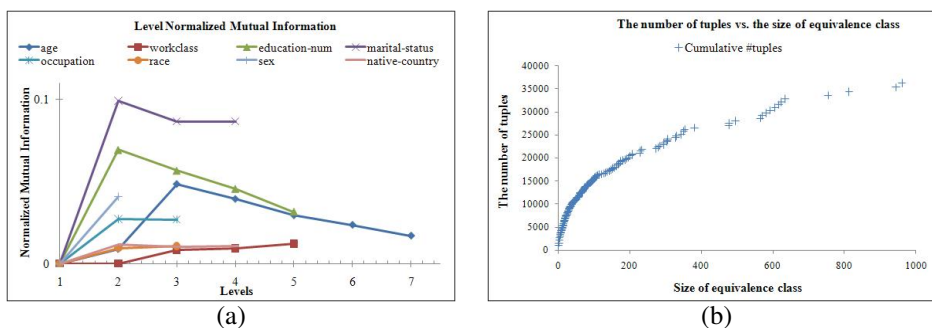 Level Normalized Mutual Information
age workclass education-num marital-status
occupation race sex native-country
Normalized Mutual Information
0.1
0
1 2 3 4 5 6 7
Levels
(a)
The number of tuples vs. the size of equivalence class
Cumulative #tuples
The number of tuples
40000
35000
30000
25000
20000
15000
10000
5000
0
0 200 400 600 800 1000
Size of equivalence class
(b)